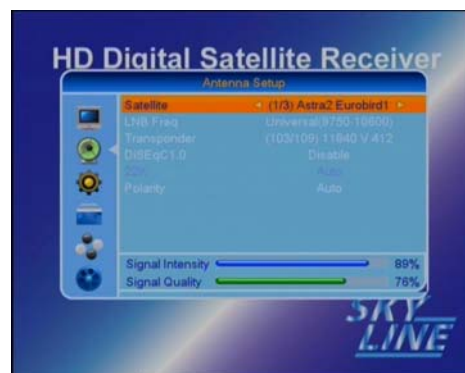 HD Digital Satellite Receiver
Antenna Setup
Satellite (1/3) Astra2 Eurobird1
LNB Freq Universal(9750-10600)
Transponder (103/109) 11840 V 412
DiSEqC1.0 Disable
22K Auto
Polarity Auto
Signal Intensity 89%
Signal Quality 76%
SKY
LINE